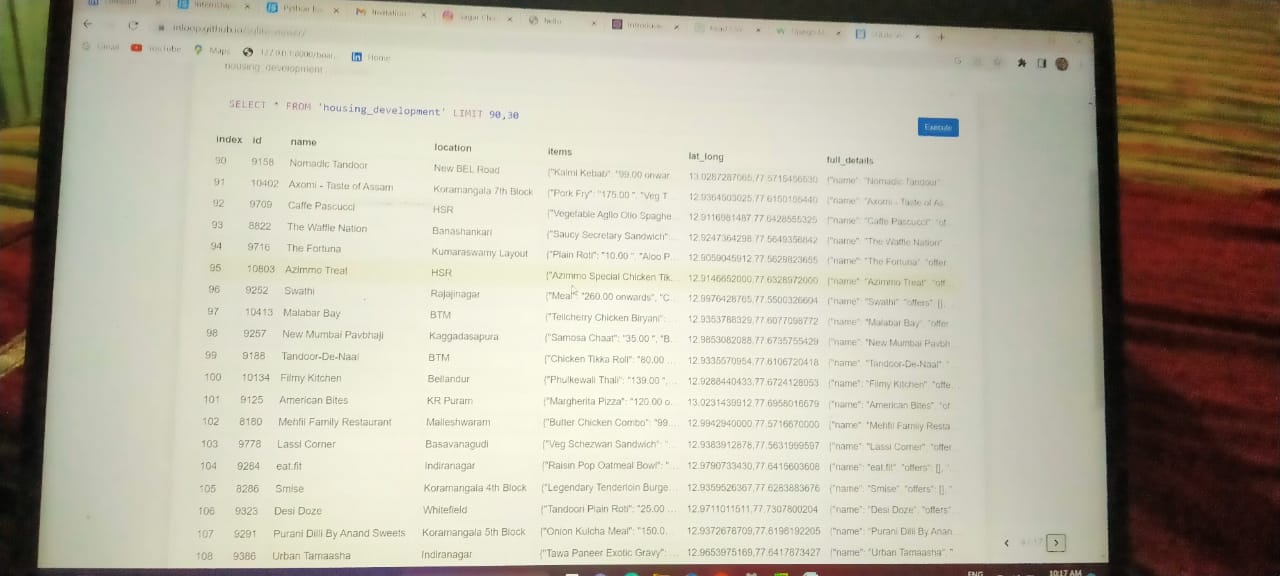 Python
Invitation
hello
inloop.github.io/sqlite-viewer/
Gmail YouTube Maps 127.0.0.1:8000/boar... Home
housing_development
SELECT * FROM 'housing_development' LIMIT 90,30
Execute
index id name location items lat_long full_details
90 9158 Nomadic Tandoor New BEL Road {"Kalmi Kebab": "99.00 onwar 13.0287287665,77.5715456530 {"name": "Nomadic Tandour"
91 10402 Axomi - Taste of Assam Koramangala 7th Block {"Pork Fry": "175.00 ", "Veg T 12.9364503025,77.6150155440 {"name": "Axomi - Taste of As...
92 9709 Caffe Pascucci HSR {"Vegetable Aglio Olio Spaghe... 12.9116981487,77.6428555325 {"name": "Caffe Pascucci" "of
93 8822 The Waffle Nation Banashankari {"Saucy Secretary Sandwich":... 12.9247364298,77.5649356842 {"name": "The Waffle Nation"
94 9716 The Fortuna Kumaraswamy Layout {"Plain Roti": "10.00 ", "Aloo P... 12.9059045912,77.5629823655 {"name": "The Fortuna" "offer
95 10803 Azimmo Treat HSR {"Azimmo Special Chicken Tik... 12.9146652000,77.6328972000 {"name": "Azimmo Treat" "off...
96 9252 Swathi Rajajinagar {"Meal": "260.00 onwards", "C... 12.9976428765,77.5500326604 {"name": "Swathi" "offers": [],
97 10413 Malabar Bay BTM {"Tellcherry Chicken Biryani":... 12.9353788329,77.6077098772 {"name": "Malabar Bay" "offer
98 9257 New Mumbai Pavbhaji Kaggadasapura {"Samosa Chaat": "35.00 ", "B... 12.9853082088,77.6735755429 {"name": "New Mumbai Pavbh...
99 9188 Tandoor-De-Naal BTM {"Chicken Tikka Roll": "80.00 ... 12.9335570954,77.6106720418 {"name": "Tandoor-De-Naal" "
100 10134 Filmy Kitchen Bellandur {"Phulkewali Thali": "139.00 ",... 12.9288440433,77.6724128053 {"name": "Filmy Kitchen" "offe...
101 9125 American Bites KR Puram {"Margherita Pizza": "120.00 o... 13.0231439912,77.6958016679 {"name": "American Bites" "of
102 8180 Mehfil Family Restaurant Malleshwaram {"Butter Chicken Combo": "99... 12.9942940000,77.5716670000 {"name": "Mehfil Family Resta...
103 9778 Lassi Corner Basavanagudi {"Veg Schezwan Sandwich": "... 12.9383912878,77.5631999597 {"name": "Lassi Corner" "offer...
104 9284 eat.fit Indiranagar {"Raisin Pop Oatmeal Bowl": "... 12.9790733430,77.6415603608 {"name": "eat.fit" "offers": [], "
105 8286 Smise Koramangala 4th Block {"Legendary Tenderloin Burge... 12.9359526367,77.6283883676 {"name": "Smise" "offers": [], "
106 9323 Desi Doze Whitefield {"Tandoori Plain Roti": "25.00 ... 12.9711011511,77.7307800204 {"name": "Desi Doze" "offers"...
107 9291 Purani Dilli By Anand Sweets Koramangala 5th Block {"Onion Kulcha Meal": "150.0... 12.9372678709,77.6198192205 {"name": "Purani Dilli By Anan...
108 9386 Urban Tamaasha Indiranagar {"Tawa Paneer Exotic Gravy": ... 12.9653975169,77.6417873427 {"name": "Urban Tamaasha", "
ENG 10:17 AM